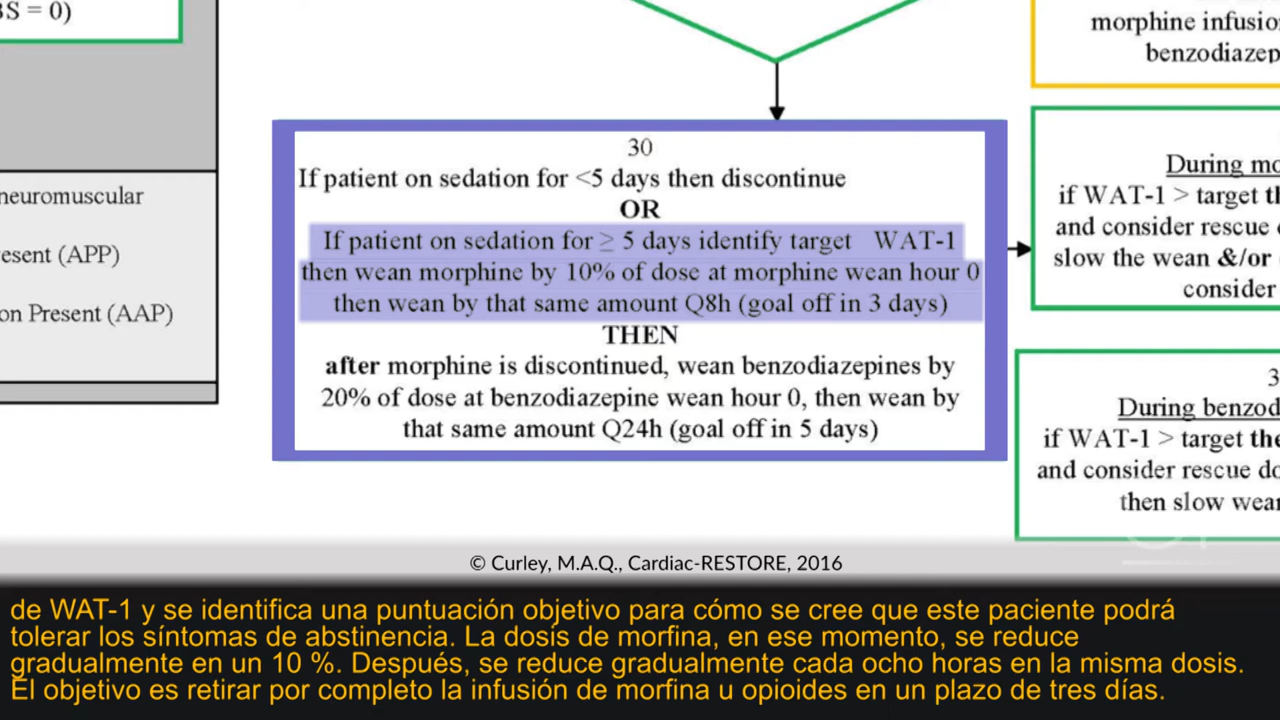 BS = 0)
neuromuscular
esent (APP)
on Present (AAP)
30
If patient on sedation for <5 days then discontinue
OR
If patient on sedation for ≥ 5 days identify target WAT-1
then wean morphine by 10% of dose at morphine wean hour 0
then wean by that same amount Q8h (goal off in 3 days)
THEN
after morphine is discontinued, wean benzodiazepines by
20% of dose at benzodiazepine wean hour 0, then wean by
that same amount Q24h (goal off in 5 days)
morphine infusio
benzodiazep
During mo
if WAT-1 > target t
and consider rescue
slow the wean &/or
consider
3
During benzod
if WAT-1 > target the
and consider rescue do
then slow wea
© Curley, M.A.Q., Cardiac-RESTORE, 2016
de WAT-1 y se identifica una puntuación objetivo para cómo se cree que este paciente podrá
tolerar los síntomas de abstinencia. La dosis de morfina, en ese momento, se reduce
gradualmente en un 10 %. Después, se reduce gradualmente cada ocho horas en la misma dosis.
El objetivo es retirar por completo la infusión de morfina u opioides en un plazo de tres días.